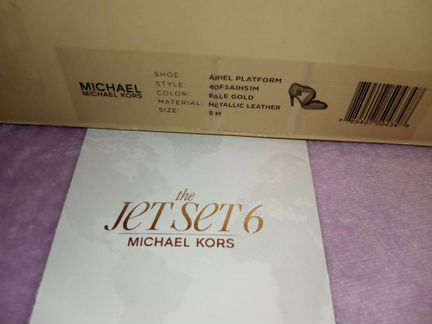 MICHAEL
MICHAEL KORS
SHOE: ARIEL PLATFORM
STYLE: 40F5AIHS1M
COLOR: PALE GOLD
MATERIAL: METALLIC LEATHER
SIZE: 6 M
the
JET SET 6
MICHAEL KORS